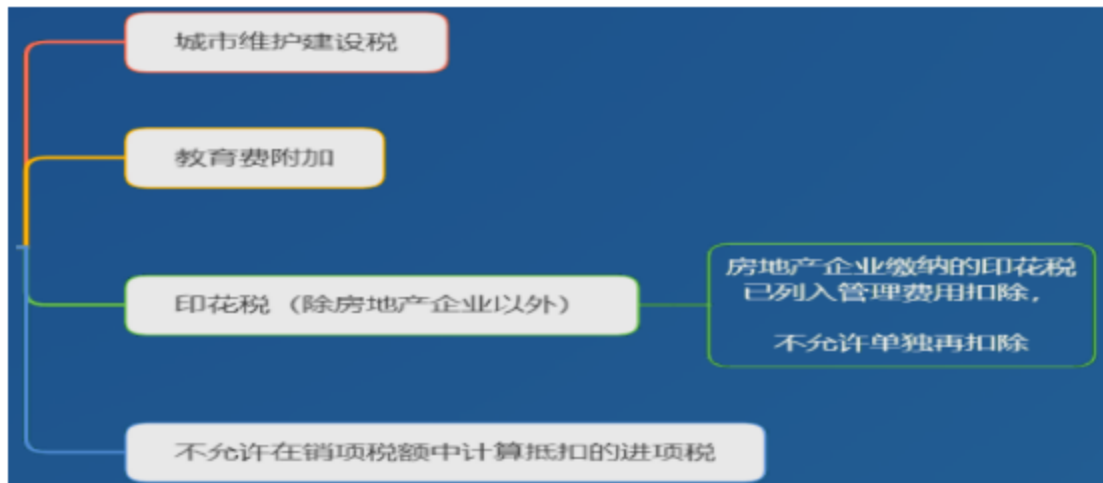 城市维护建设税
教育费附加
印花税（除房地产企业以外）
房地产企业缴纳的印花税
已列入管理费用扣除，
不允许单独再扣除
不允许在销项税额中计算抵扣的进项税